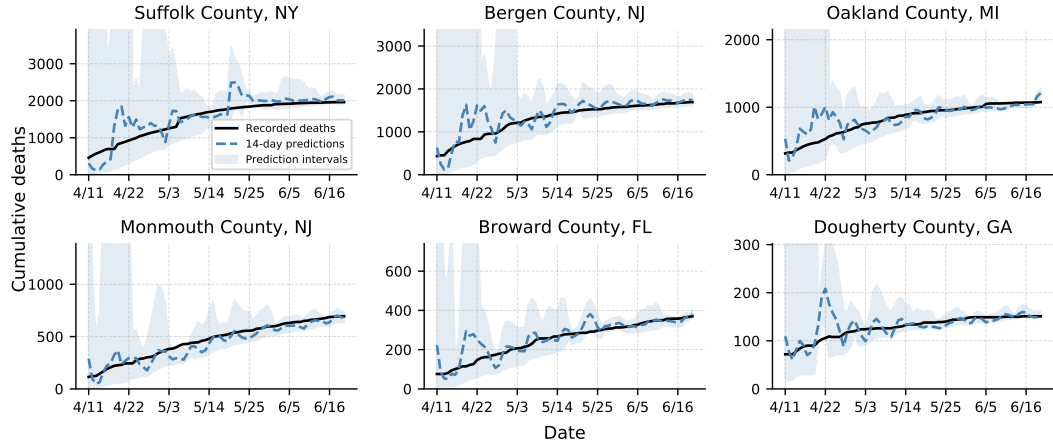 Suffolk County, NY
Bergen County, NJ
Oakland County, MI
3000
2000
1000
0
3000
2000
1000
0
2000
1000
0
Recorded deaths
14-day predictions
Prediction intervals
4/11 4/22 5/3 5/14 5/25 6/5 6/16
4/11 4/22 5/3 5/14 5/25 6/5 6/16
4/11 4/22 5/3 5/14 5/25 6/5 6/16
Cumulative deaths
Monmouth County, NJ
Broward County, FL
Dougherty County, GA
1000
500
0
600
400
200
0
300
200
100
0
4/11 4/22 5/3 5/14 5/25 6/5 6/16
4/11 4/22 5/3 5/14 5/25 6/5 6/16
4/11 4/22 5/3 5/14 5/25 6/5 6/16
Date